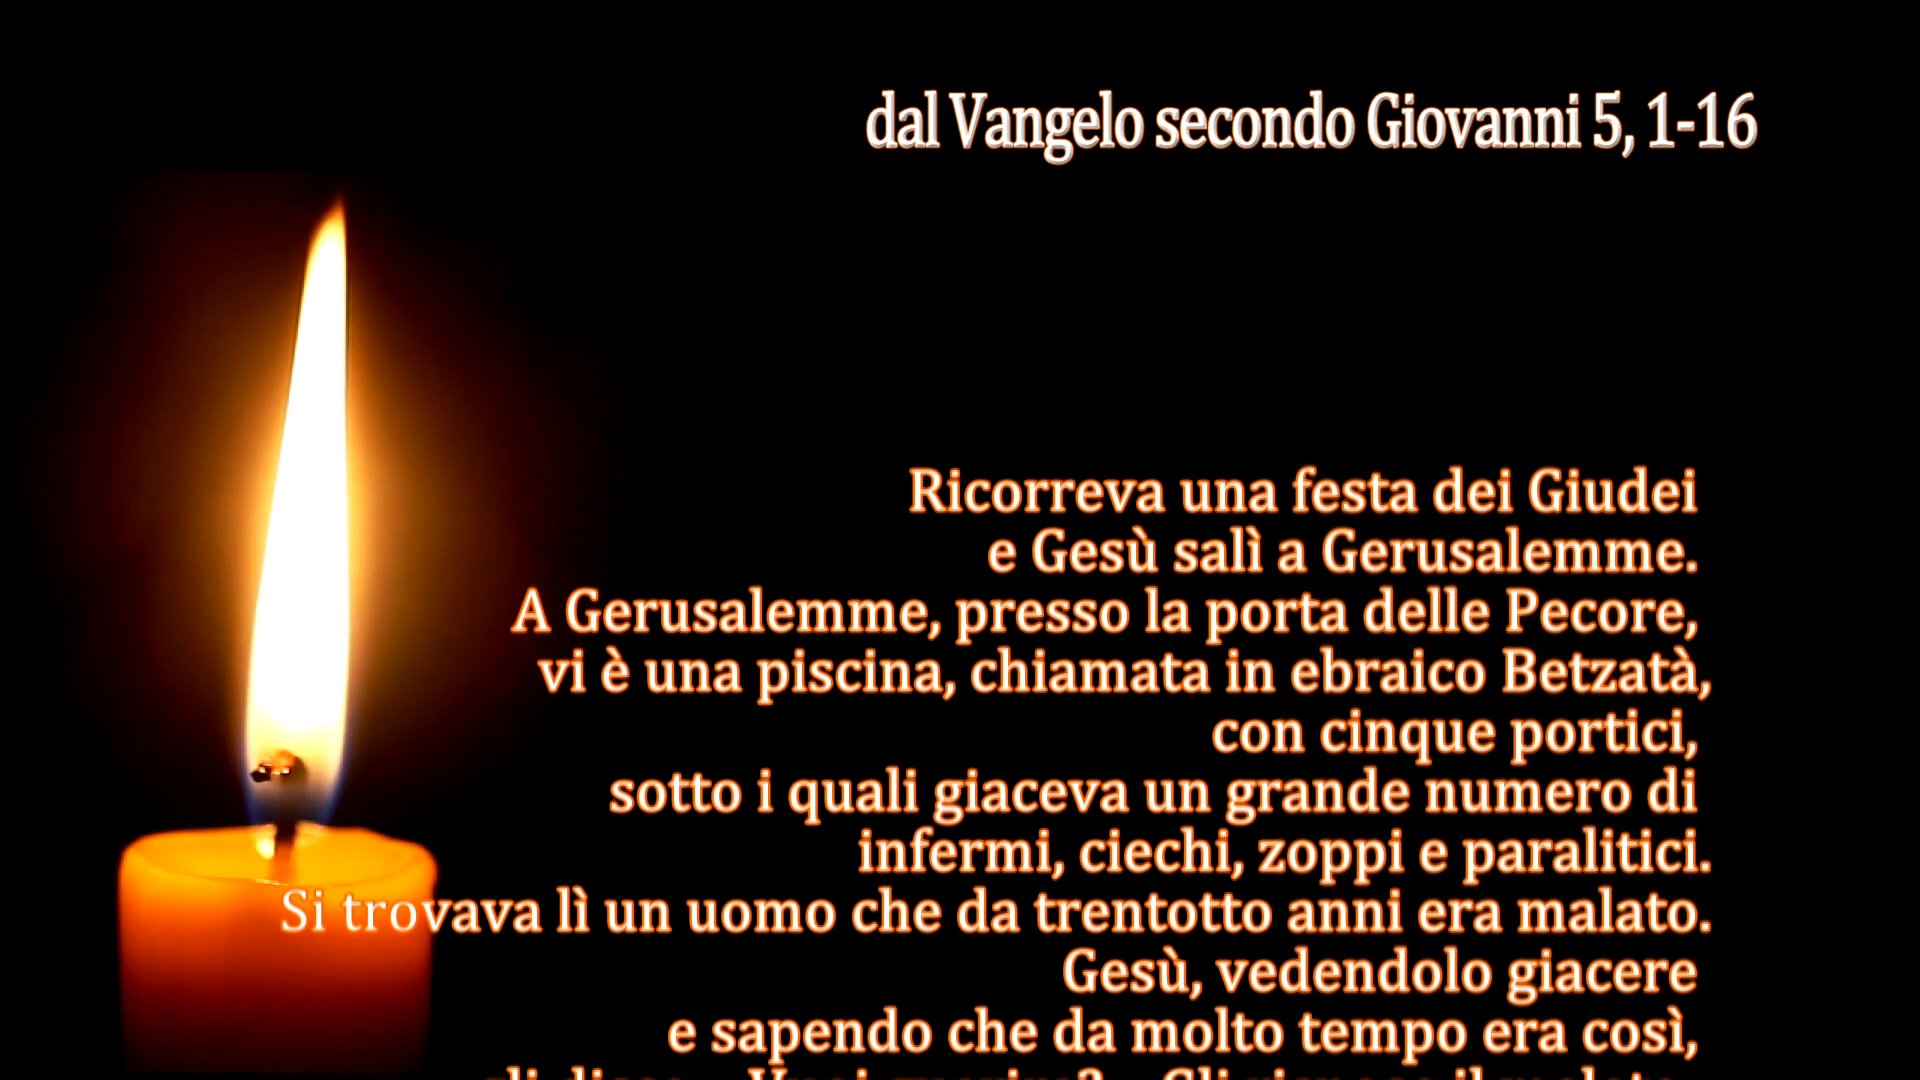 dal Vangelo secondo Giovanni 5, 1-16
Ricorreva una festa dei Giudei
e Gesù salì a Gerusalemme.
A Gerusalemme, presso la porta delle Pecore,
vi è una piscina, chiamata in ebraico Betzatà,
con cinque portici,
sotto i quali giaceva un grande numero di
infermi, ciechi, zoppi e paralitici.
Si trovava lì un uomo che da trentotto anni era malato.
Gesù, vedendolo giacere
e sapendo che da molto tempo era così,